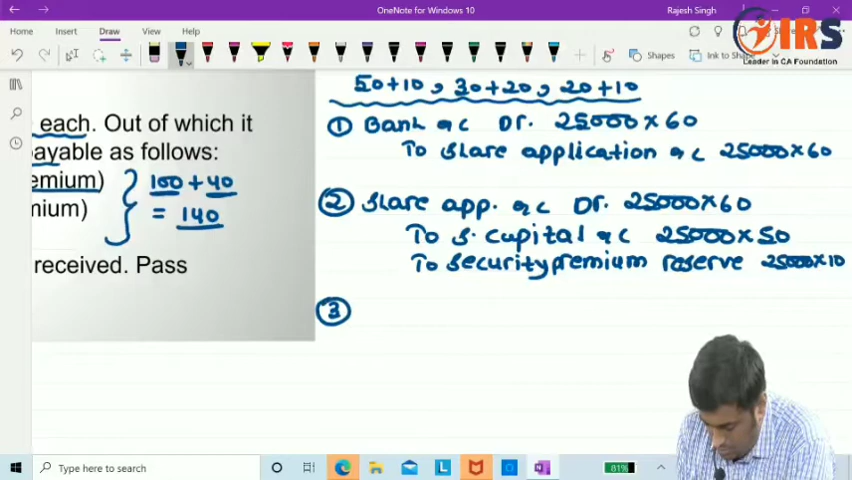 OneNote for Windows 10
Rajesh Singh
Home Insert Draw View Help
Shapes Ink to Shape
IRS
Leader in CA Foundation
50+10, 30+20, 20+10
each. Out of which it
payable as follows:
emium)
mium)
100 + 40
= 140
received. Pass
① Bank a/c Dr. 25000×60
To share application a/c 25000×60
② Share app. a/c Dr. 25000×60
To S. capital a/c 25000×50
To security premium reserve 25000×10
③
Type here to search
81%